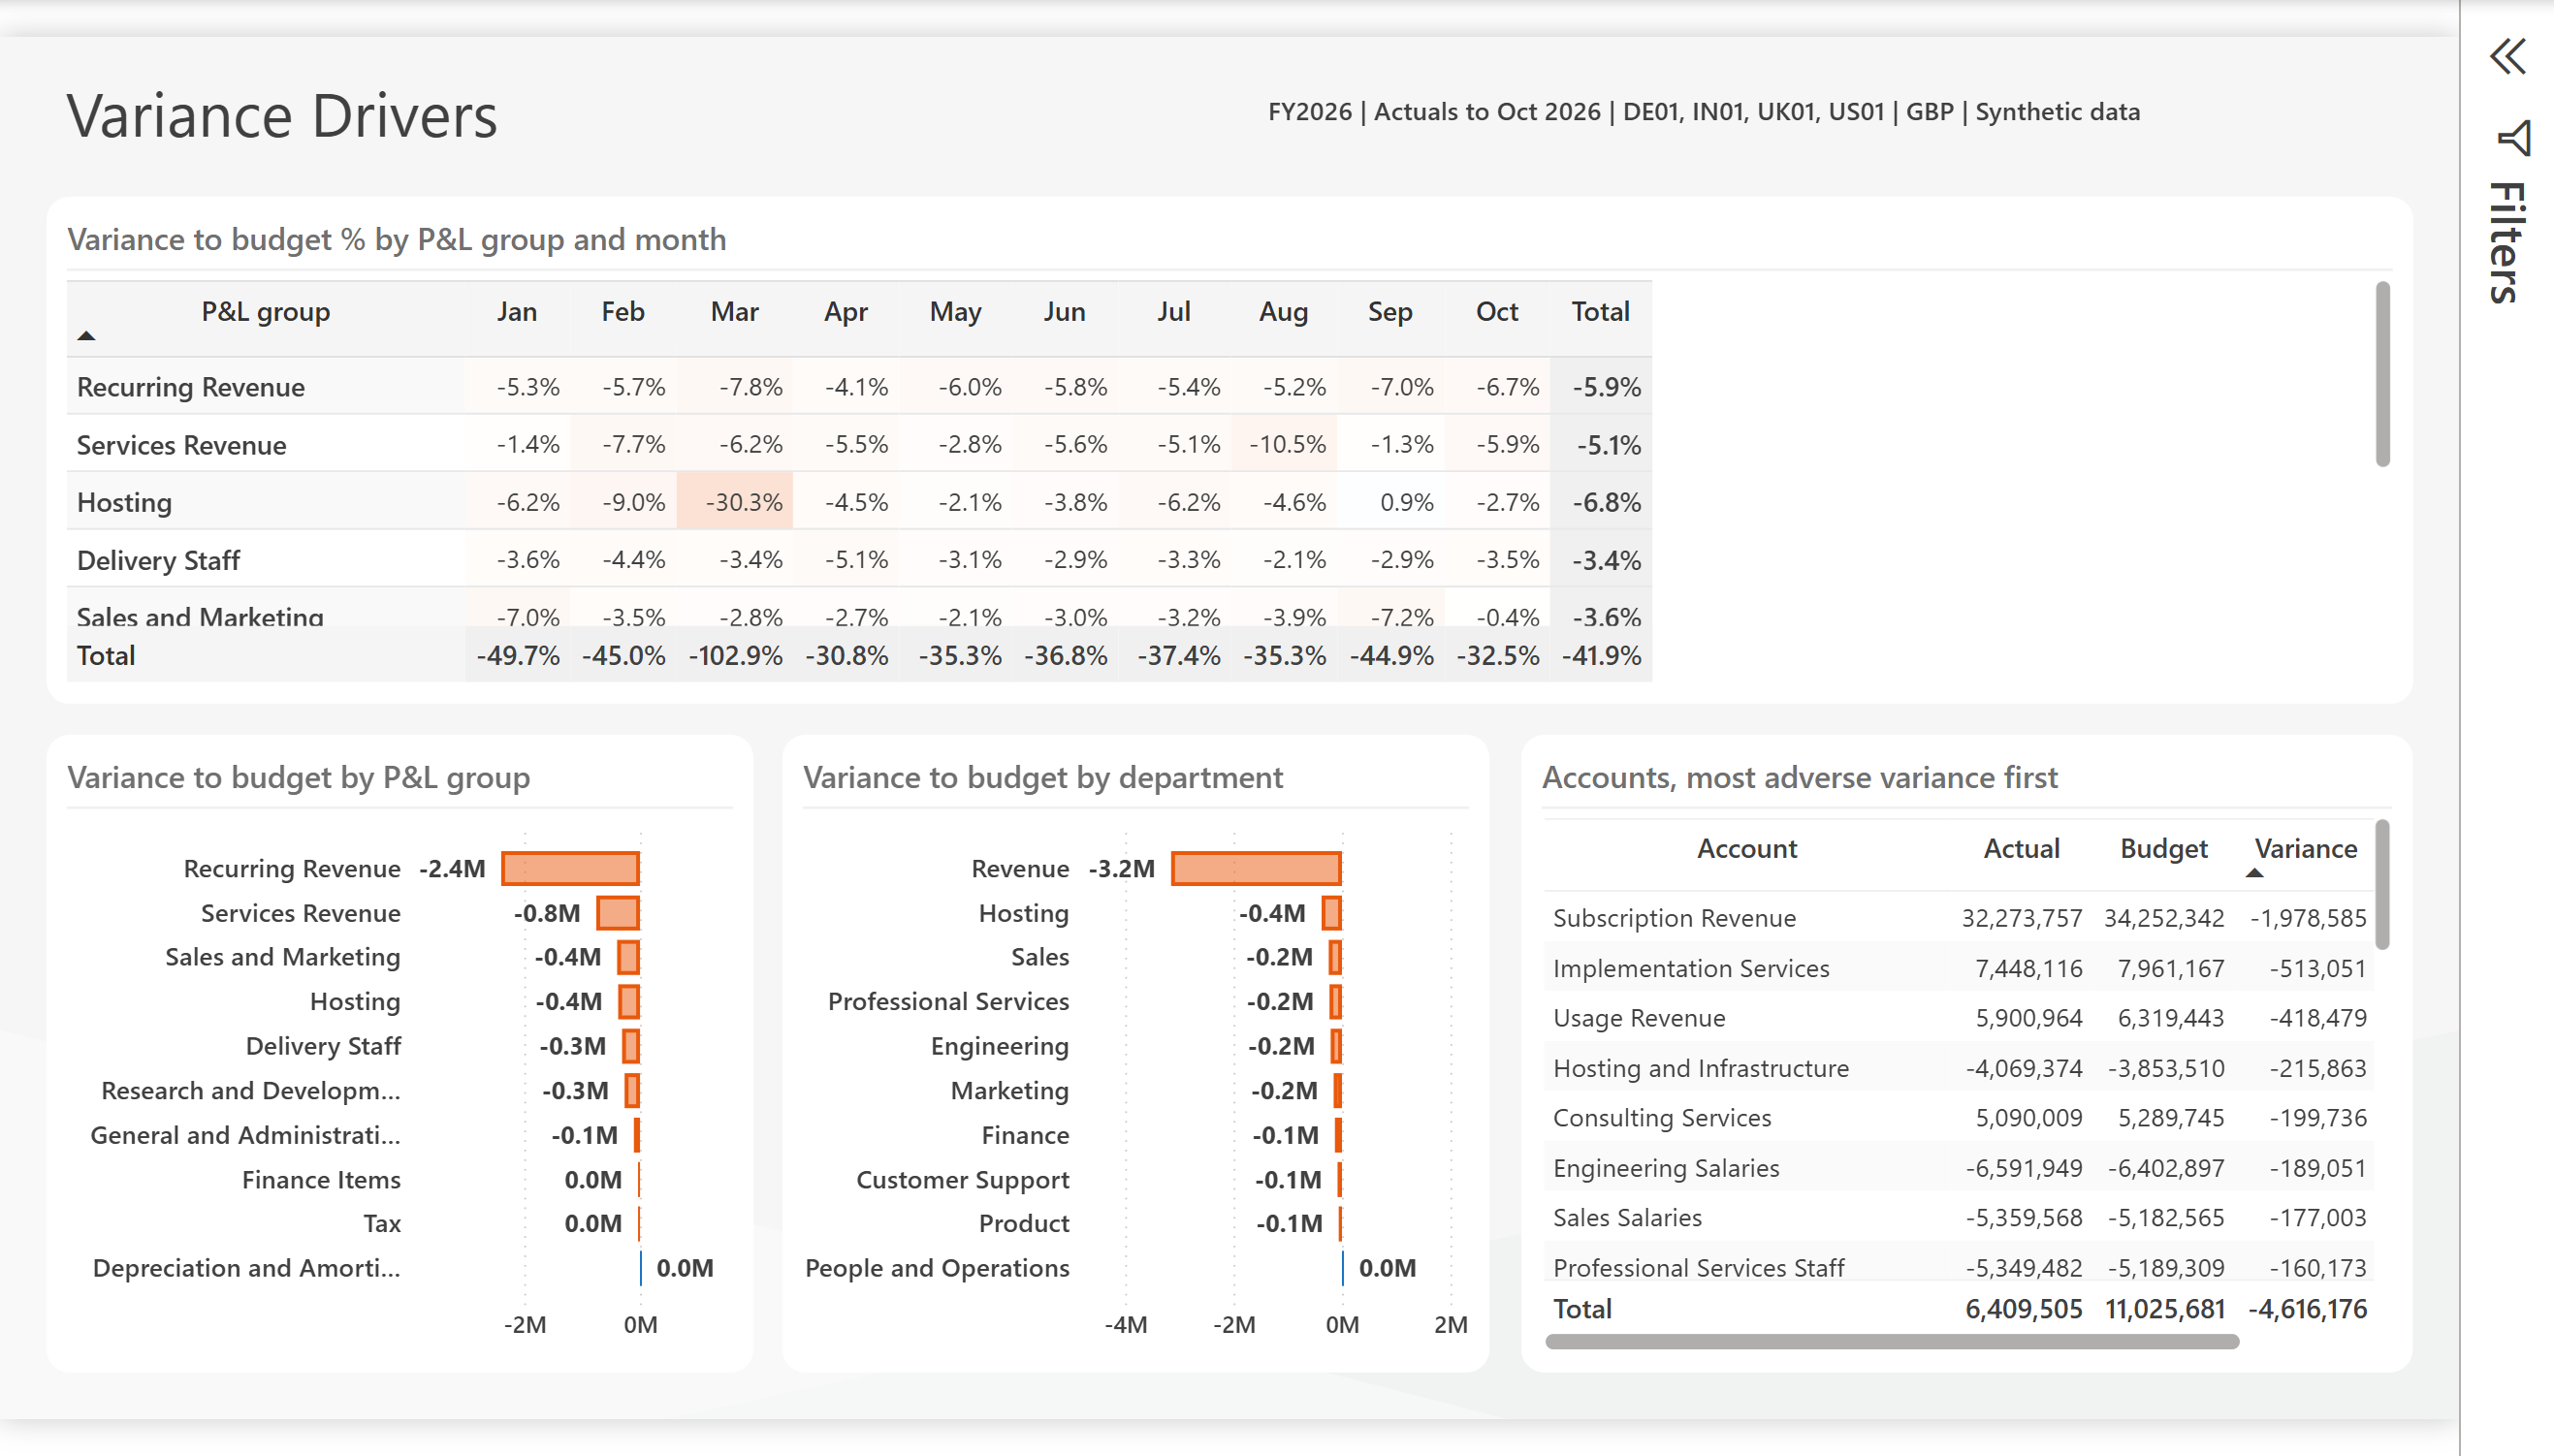 Variance Drivers
FY2026 | Actuals to Oct 2026 | DE01, IN01, UK01, US01 | GBP | Synthetic data
Filters
Variance to budget % by P&L group and month
P&L group Jan Feb Mar Apr May Jun Jul Aug Sep Oct Total
Recurring Revenue -5.3% -5.7% -7.8% -4.1% -6.0% -5.8% -5.4% -5.2% -7.0% -6.7% -5.9%
Services Revenue -1.4% -7.7% -6.2% -5.5% -2.8% -5.6% -5.1% -10.5% -1.3% -5.9% -5.1%
Hosting -6.2% -9.0% -30.3% -4.5% -2.1% -3.8% -6.2% -4.6% 0.9% -2.7% -6.8%
Delivery Staff -3.6% -4.4% -3.4% -5.1% -3.1% -2.9% -3.3% -2.1% -2.9% -3.5% -3.4%
Sales and Marketing -7.0% -3.5% -2.8% -2.7% -2.1% -3.0% -3.2% -3.9% -7.2% -0.4% -3.6%
Total -49.7% -45.0% -102.9% -30.8% -35.3% -36.8% -37.4% -35.3% -44.9% -32.5% -41.9%
Variance to budget by P&L group
Recurring Revenue -2.4M
Services Revenue -0.8M
Sales and Marketing -0.4M
Hosting -0.4M
Delivery Staff -0.3M
Research and Developm... -0.3M
General and Administrati... -0.1M
Finance Items 0.0M
Tax 0.0M
Depreciation and Amorti... 0.0M
-2M 0M
Variance to budget by department
Revenue -3.2M
Hosting -0.4M
Sales -0.2M
Professional Services -0.2M
Engineering -0.2M
Marketing -0.2M
Finance -0.1M
Customer Support -0.1M
Product -0.1M
People and Operations 0.0M
-4M -2M 0M 2M
Accounts, most adverse variance first
Account Actual Budget Variance
Subscription Revenue 32,273,757 34,252,342 -1,978,585
Implementation Services 7,448,116 7,961,167 -513,051
Usage Revenue 5,900,964 6,319,443 -418,479
Hosting and Infrastructure -4,069,374 -3,853,510 -215,863
Consulting Services 5,090,009 5,289,745 -199,736
Engineering Salaries -6,591,949 -6,402,897 -189,051
Sales Salaries -5,359,568 -5,182,565 -177,003
Professional Services Staff -5,349,482 -5,189,309 -160,173
Total 6,409,505 11,025,681 -4,616,176